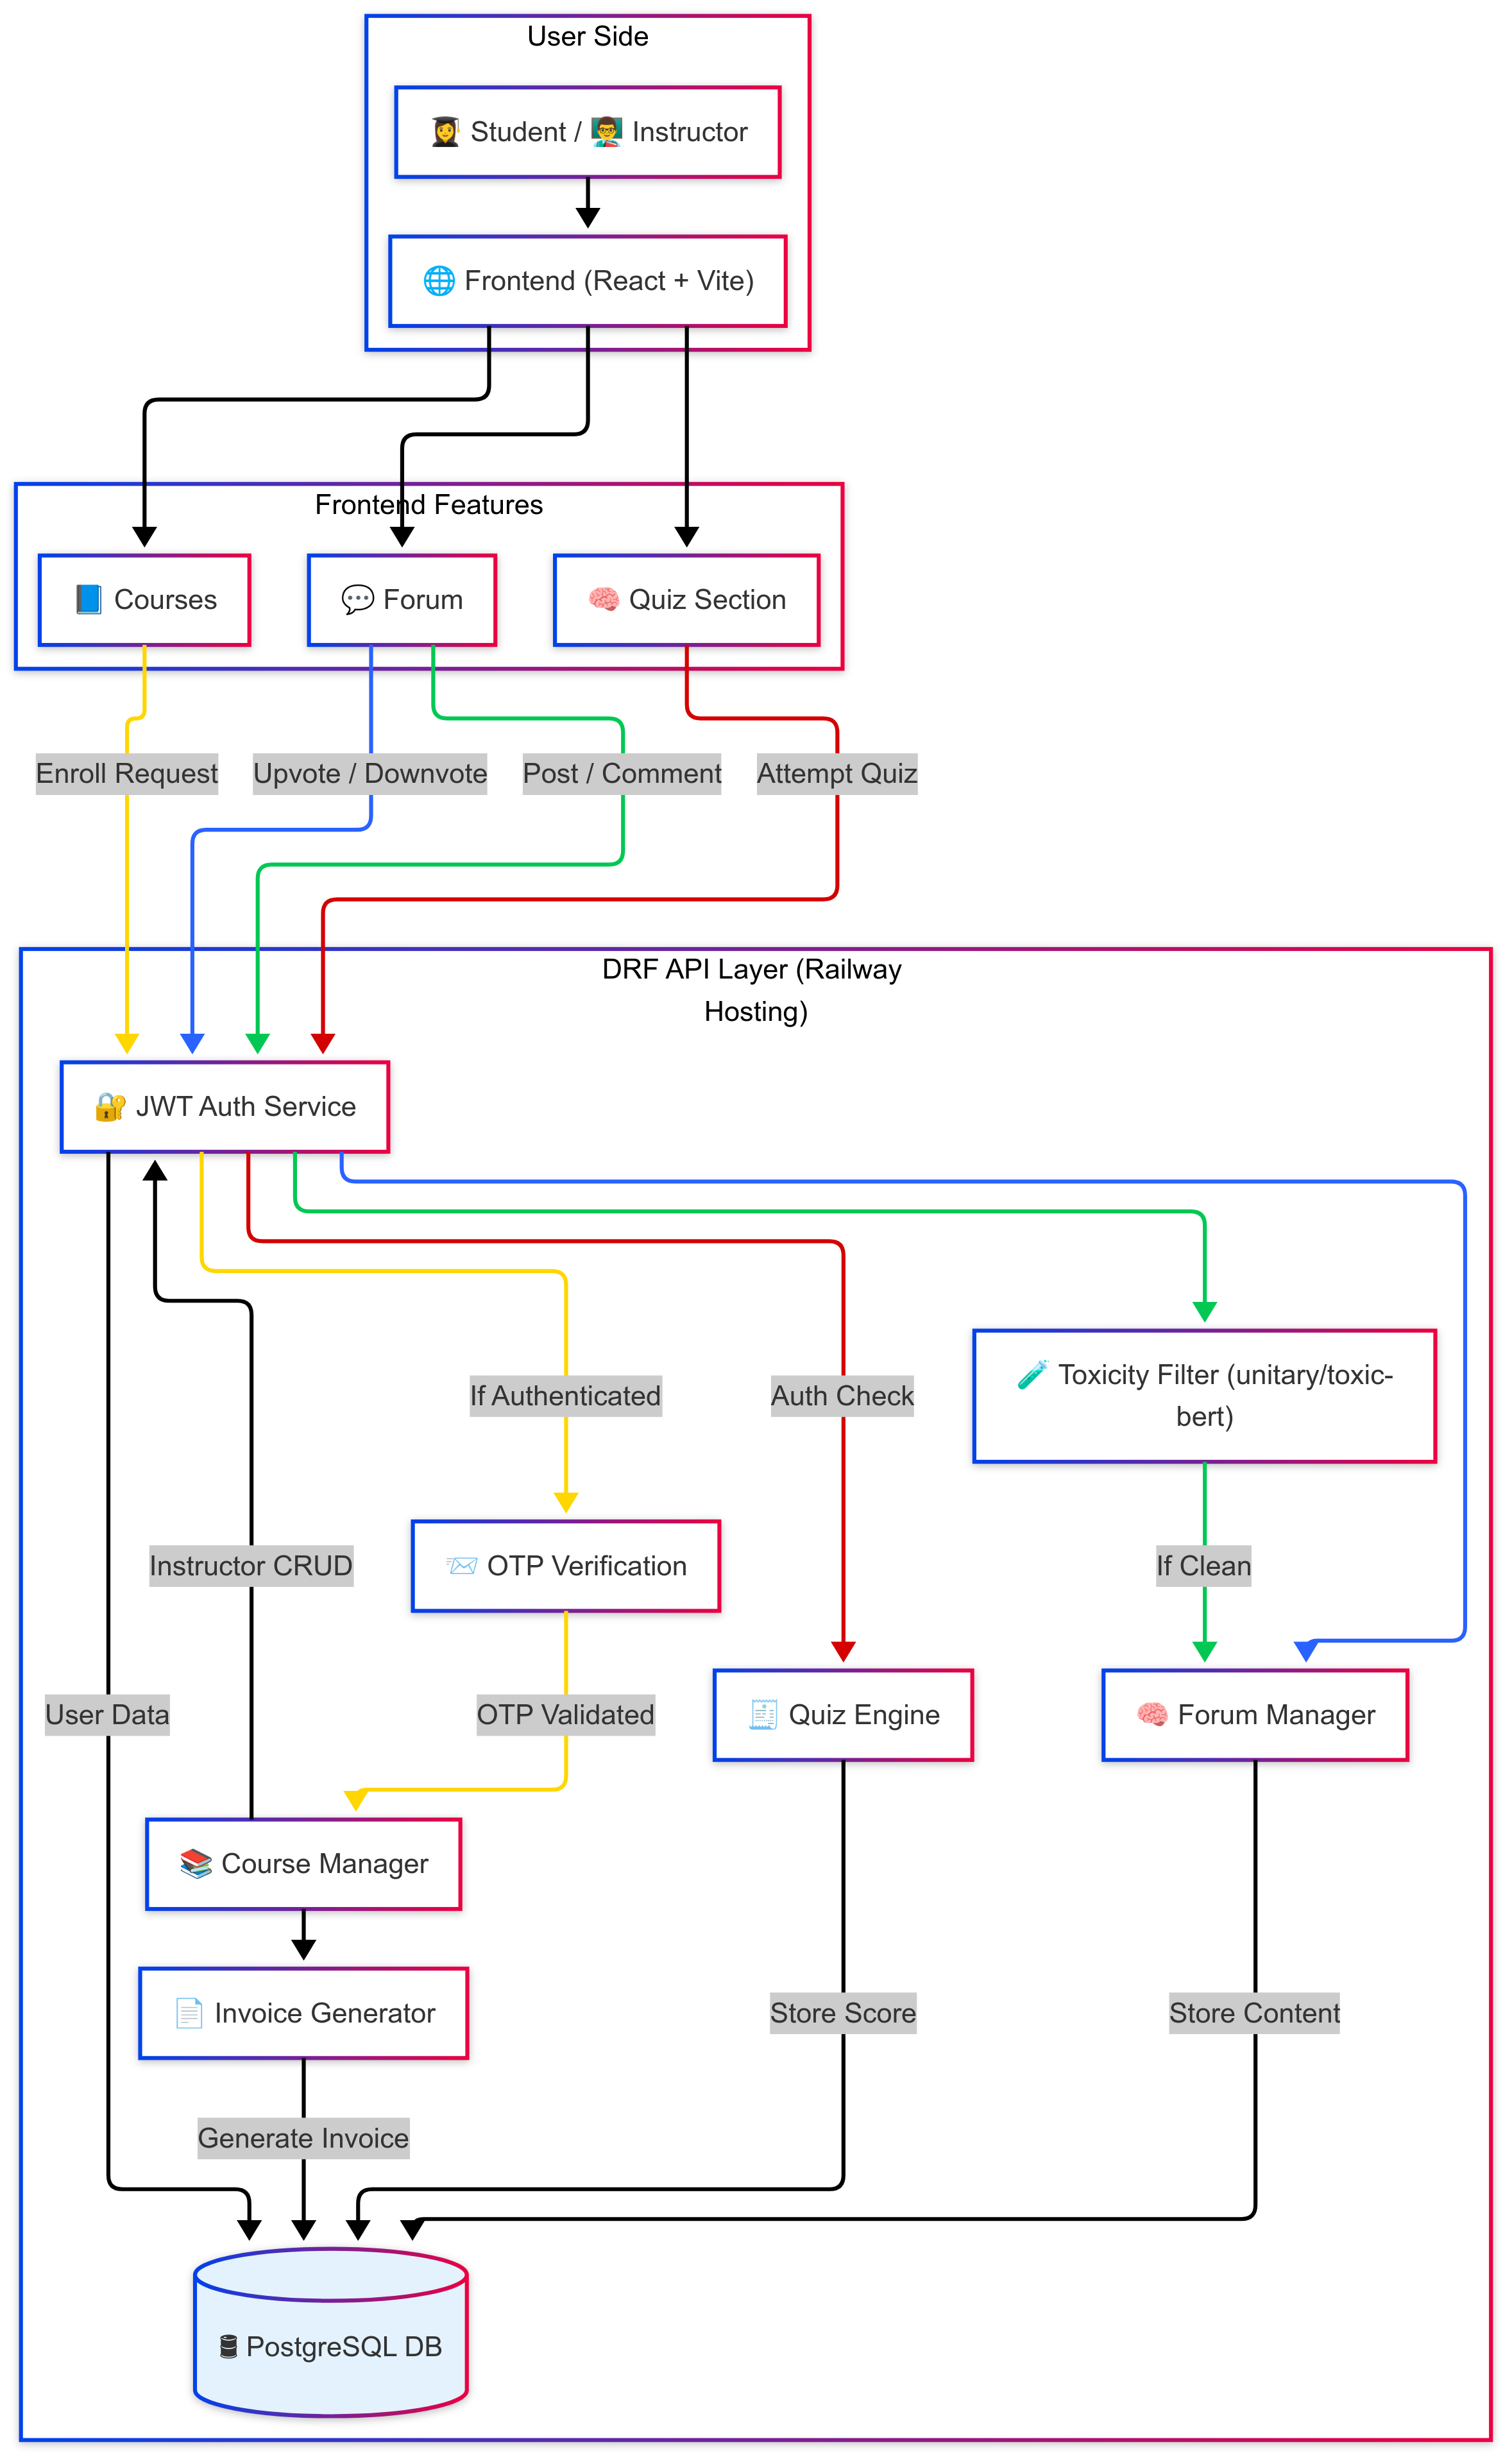 User Side
👩‍🎓 Student / 👨‍🏫 Instructor
🌐 Frontend (React + Vite)
Frontend Features
📘 Courses
💬 Forum
🧠 Quiz Section
Enroll Request
Upvote / Downvote
Post / Comment
Attempt Quiz
DRF API Layer (Railway
Hosting)
🔐 JWT Auth Service
🧪 Toxicity Filter (unitary/toxic-
bert)
If Authenticated
Auth Check
Instructor CRUD
📨 OTP Verification
If Clean
User Data
OTP Validated
🧾 Quiz Engine
🧠 Forum Manager
📚 Course Manager
📄 Invoice Generator
Store Score
Store Content
Generate Invoice
🛢 PostgreSQL DB